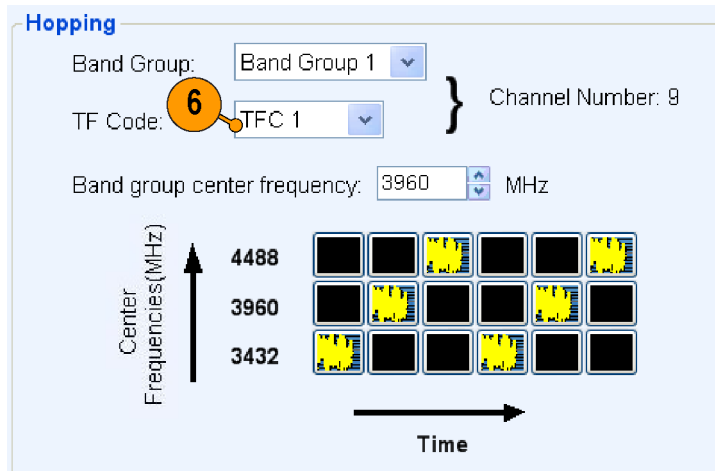 Hopping
Band Group: Band Group 1
Channel Number: 9
TF Code: 6 TFC 1
Band group center frequency: 3960 MHz
Center
Frequencies(MHz)
4488
3960
3432
Time